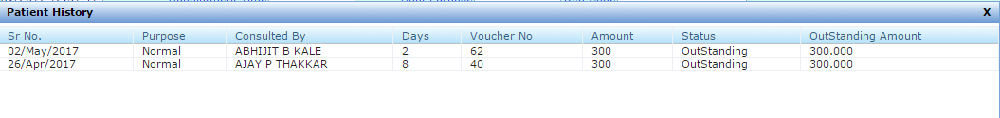 Patient History X
Sr No. Purpose Consulted By Days Voucher No Amount Status OutStanding Amount
02/May/2017 Normal ABHIJIT B KALE 2 62 300 OutStanding 300.000
26/Apr/2017 Normal AJAY P THAKKAR 8 40 300 OutStanding 300.000